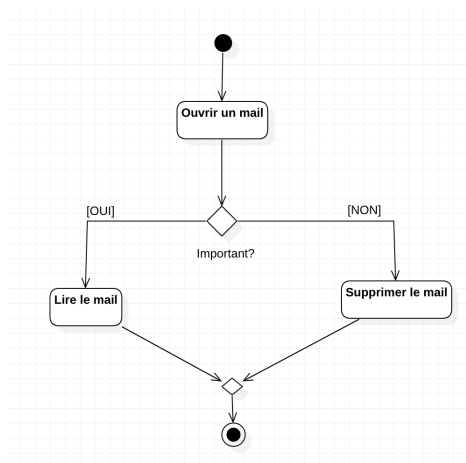 Ouvrir un mail
[OUI]
[NON]
Important?
Lire le mail
Supprimer le mail